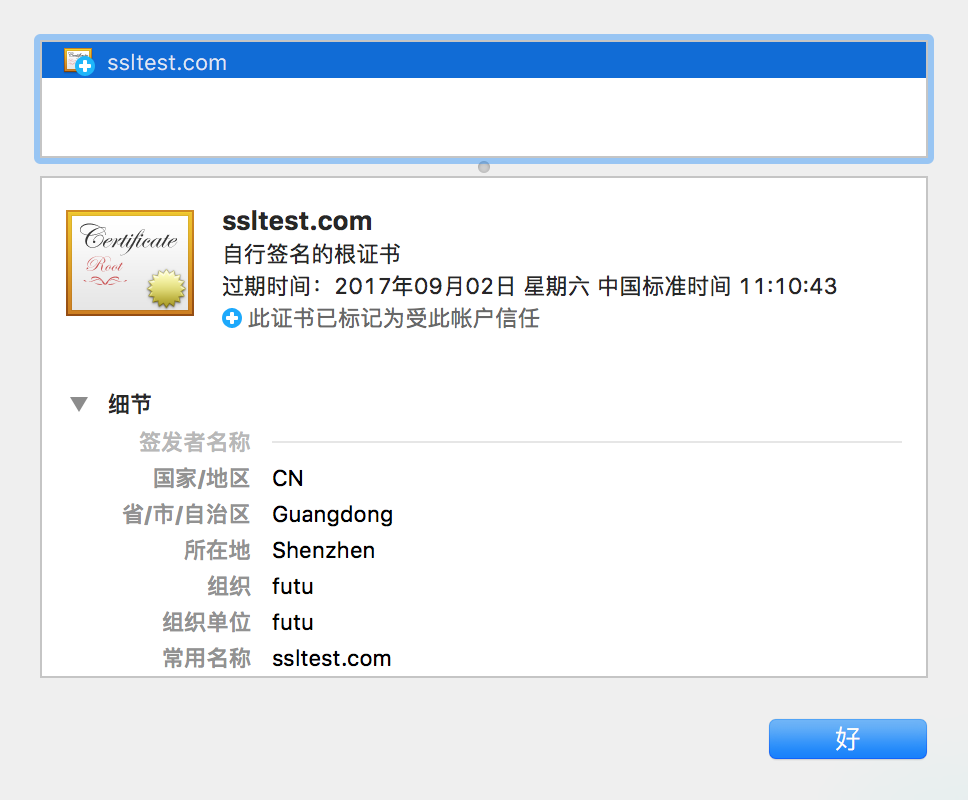 ssltest.com
Certificate
Root
ssltest.com
自行签名的根证书
过期时间：2017年09月02日 星期六 中国标准时间 11:10:43
此证书已标记为受此帐户信任
细节
签发者名称
国家/地区 CN
省/市/自治区 Guangdong
所在地 Shenzhen
组织 futu
组织单位 futu
常用名称 ssltest.com
好